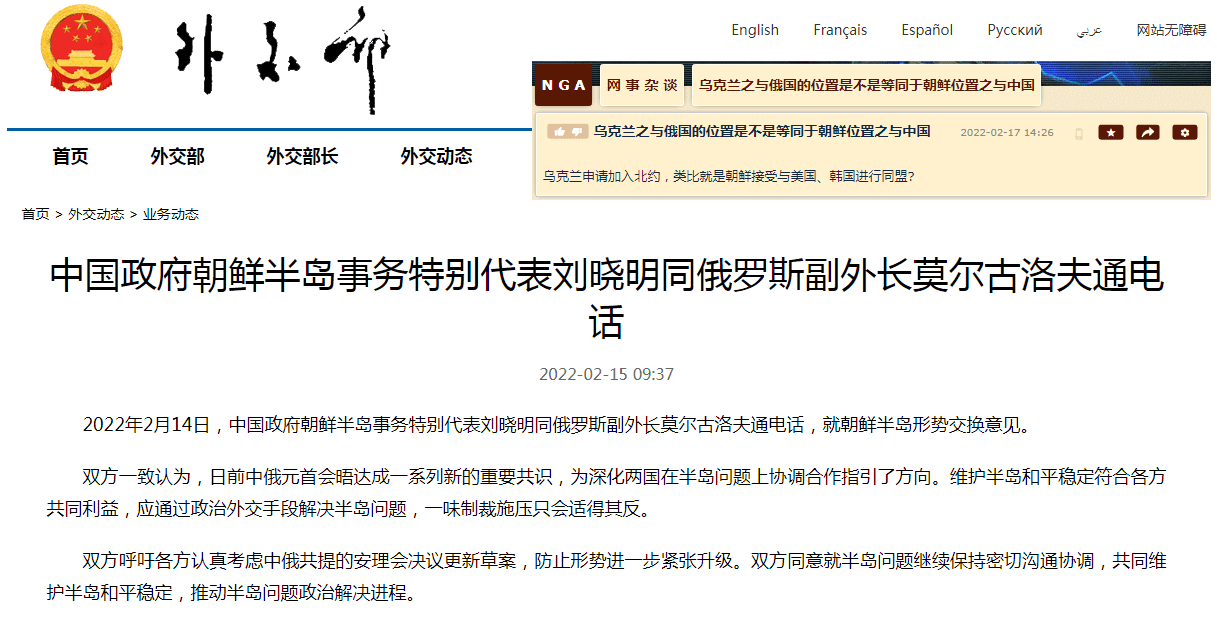 外交部
English Français Español Русский عربي 网站无障碍
NGA 网事杂谈 乌克兰之与俄国的位置是不是等同于朝鲜位置之与中国
乌克兰之与俄国的位置是不是等同于朝鲜位置之与中国 2022-02-17 14:26
乌克兰申请加入北约，类比就是朝鲜接受与美国、韩国进行同盟？
首页 外交部 外交部长 外交动态
首页 > 外交动态 > 业务动态
中国政府朝鲜半岛事务特别代表刘晓明同俄罗斯副外长莫尔古洛夫通电
话
2022-02-15 09:37
2022年2月14日，中国政府朝鲜半岛事务特别代表刘晓明同俄罗斯副外长莫尔古洛夫通电话，就朝鲜半岛形势交换意见。
双方一致认为，日前中俄元首会晤达成一系列新的重要共识，为深化两国在半岛问题上协调合作指引了方向。维护半岛和平稳定符合各方
共同利益，应通过政治外交手段解决半岛问题，一味制裁施压只会适得其反。
双方呼吁各方认真考虑中俄共提的安理会决议更新草案，防止形势进一步紧张升级。双方同意就半岛问题继续保持密切沟通协调，共同维
护半岛和平稳定，推动半岛问题政治解决进程。